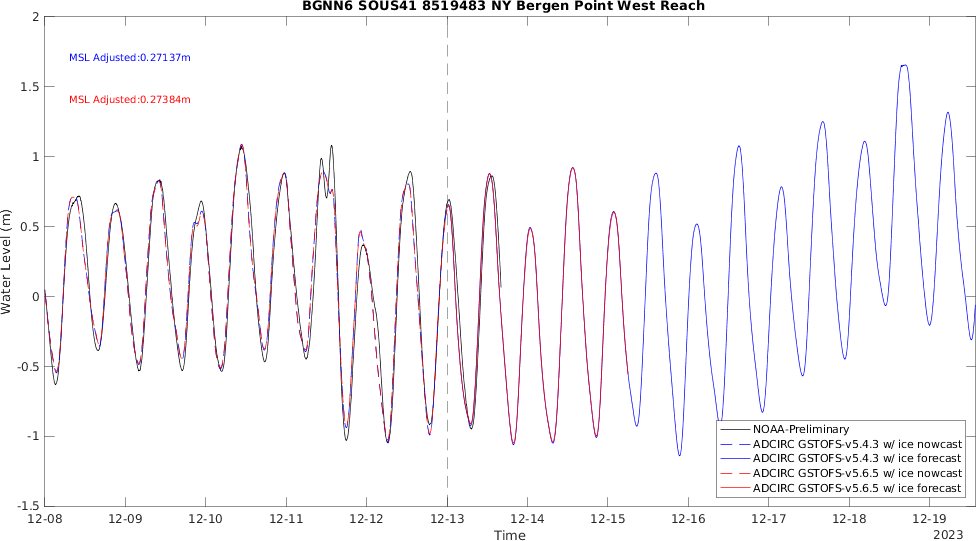 BGNN6 SOUS41 8519483 NY Bergen Point West Reach
2
1.5
1
0.5
0
-0.5
-1
-1.5
Water Level (m)
MSL Adjusted:0.27137m
MSL Adjusted:0.27384m
NOAA-Preliminary
ADCIRC GSTOFS-v5.4.3 w/ ice nowcast
ADCIRC GSTOFS-v5.4.3 w/ ice forecast
ADCIRC GSTOFS-v5.6.5 w/ ice nowcast
ADCIRC GSTOFS-v5.6.5 w/ ice forecast
12-08 12-09 12-10 12-11 12-12 12-13 12-14 12-15 12-16 12-17 12-18 12-19
Time
2023